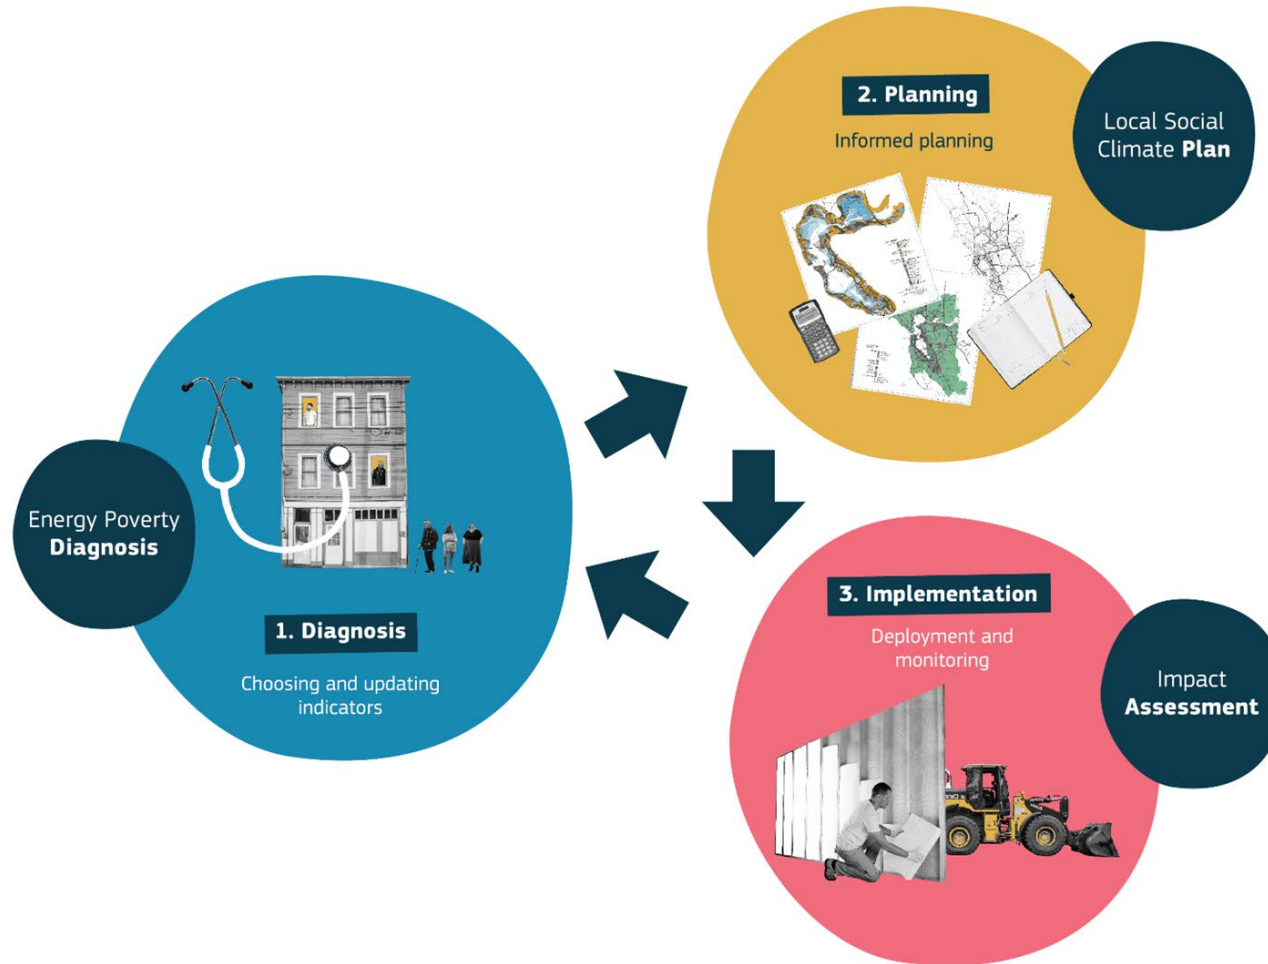 2. Planning
Informed planning
Local Social
Climate Plan
Energy Poverty
Diagnosis
1. Diagnosis
Choosing and updating
indicators
3. Implementation
Deployment and
monitoring
Impact
Assessment